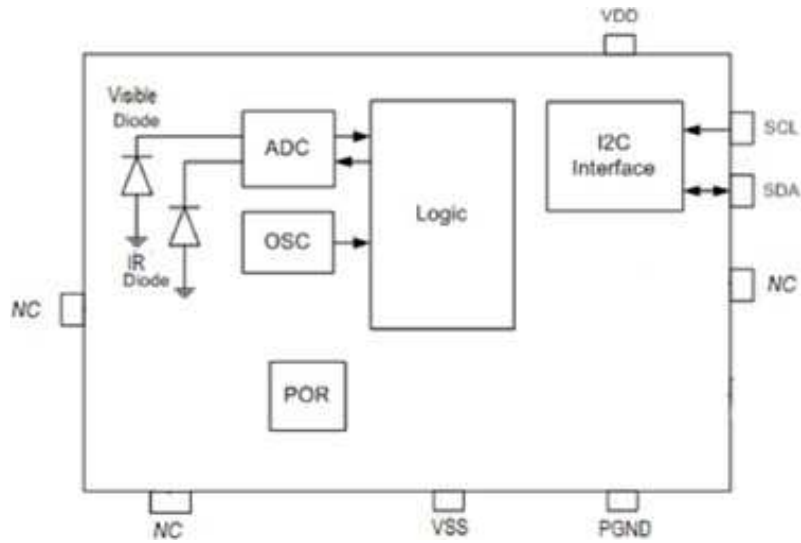 VDD
Visible
Diode
ADC
Logic
I2C
Interface
SCL
SDA
OSC
IR
Diode
NC
NC
POR
NC
VSS
PGND